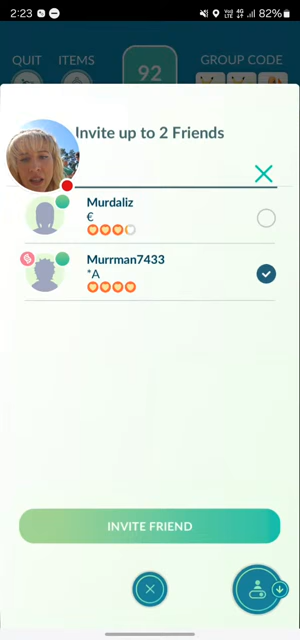 2:23
82%
QUIT
ITEMS
92
GROUP CODE
Invite up to 2 Friends
Murdaliz
€
Murrman7433
*A
INVITE FRIEND